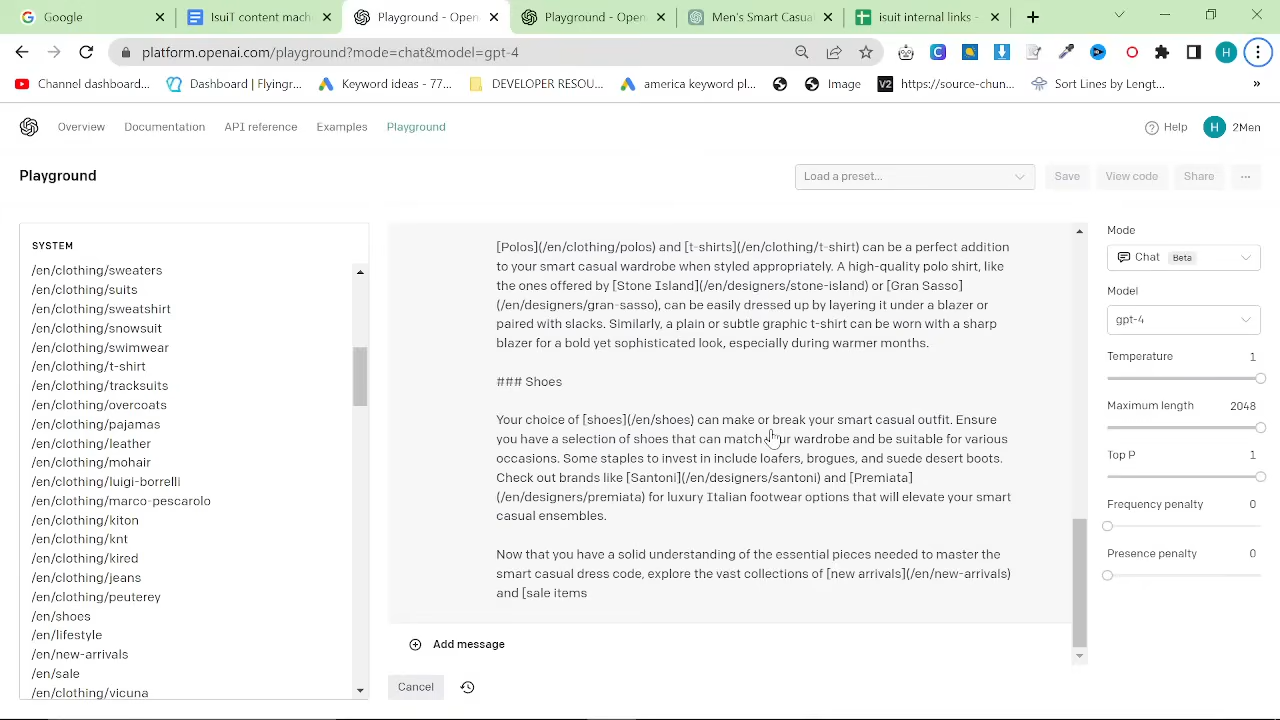 Google
IsuiT content mach
Playground - Open
Playground - Open
Men's Smart Casua
isuit internal links -
platform.openai.com/playground?mode=chat&model=gpt-4
H
Channel dashboard...
Dashboard | Flyingr...
Keyword ideas - 77...
DEVELOPER RESOU...
america keyword pl...
Image
V2
https://source-chun...
Sort Lines by Lengt...
»
Overview
Documentation
API reference
Examples
Playground
Help
H
2Men
Playground
Load a preset...
Save
View code
Share
...
SYSTEM
/en/clothing/sweaters
/en/clothing/suits
/en/clothing/sweatshirt
/en/clothing/snowsuit
/en/clothing/swimwear
/en/clothing/t-shirt
/en/clothing/tracksuits
/en/clothing/overcoats
/en/clothing/pajamas
/en/clothing/leather
/en/clothing/mohair
/en/clothing/luigi-borrelli
/en/clothing/marco-pescarolo
/en/clothing/kiton
/en/clothing/knt
/en/clothing/kired
/en/clothing/jeans
/en/clothing/peuterey
/en/shoes
/en/lifestyle
/en/new-arrivals
/en/sale
/en/clothing/vicuna
[Polos](/en/clothing/polos) and [t-shirts](/en/clothing/t-shirt) can be a perfect addition
to your smart casual wardrobe when styled appropriately. A high-quality polo shirt, like
the ones offered by [Stone Island](/en/designers/stone-island) or [Gran Sasso]
(/en/designers/gran-sasso), can be easily dressed up by layering it under a blazer or
paired with slacks. Similarly, a plain or subtle graphic t-shirt can be worn with a sharp
blazer for a bold yet sophisticated look, especially during warmer months.
### Shoes
Your choice of [shoes](/en/shoes) can make or break your smart casual outfit. Ensure
you have a selection of shoes that can match your wardrobe and be suitable for various
occasions. Some staples to invest in include loafers, brogues, and suede desert boots.
Check out brands like [Santoni](/en/designers/santoni) and [Premiata]
(/en/designers/premiata) for luxury Italian footwear options that will elevate your smart
casual ensembles.
Now that you have a solid understanding of the essential pieces needed to master the
smart casual dress code, explore the vast collections of [new arrivals](/en/new-arrivals)
and [sale items
Add message
Cancel
Mode
Chat Beta
Model
gpt-4
Temperature 1
Maximum length 2048
Top P 1
Frequency penalty 0
Presence penalty 0